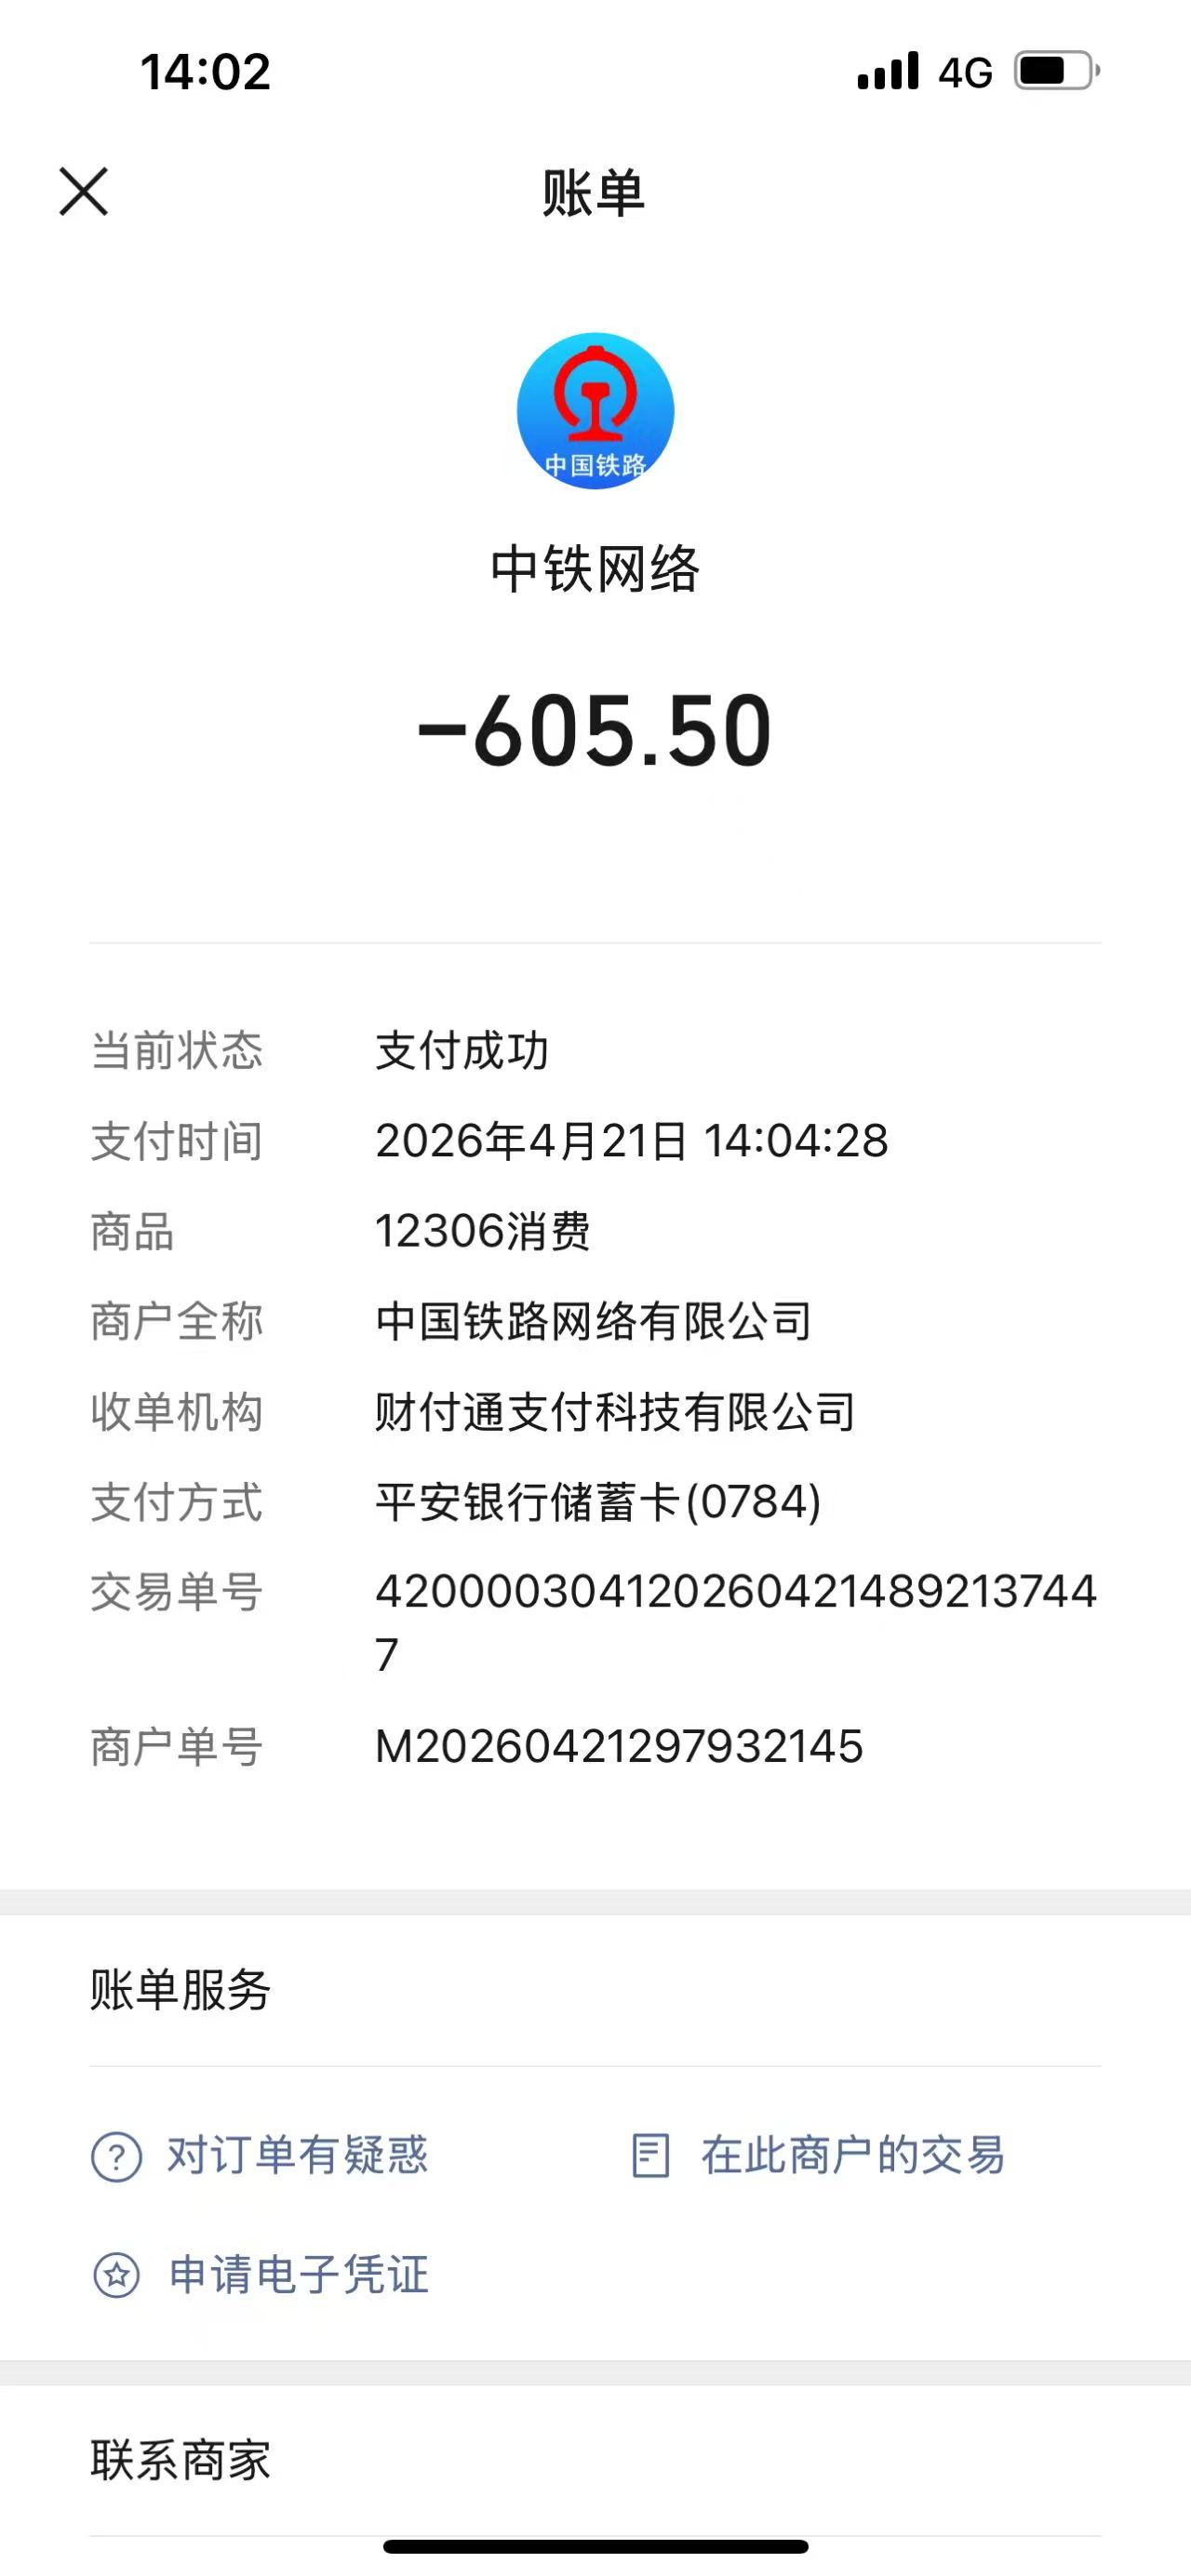 14:02
4G
账单
中国铁路
中铁网络
-605.50
当前状态 支付成功
支付时间 2026年4月21日 14:04:28
商品 12306消费
商户全称 中国铁路网络有限公司
收单机构 财付通支付科技有限公司
支付方式 平安银行储蓄卡(0784)
交易单号 420000304120260421489213744
7
商户单号 M20260421297932145
账单服务
对订单有疑惑 在此商户的交易
申请电子凭证
联系商家